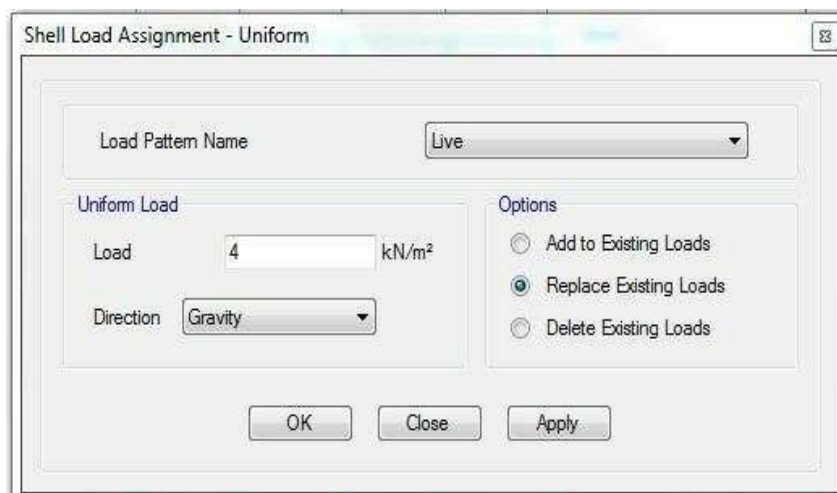 Shell Load Assignment - Uniform
Load Pattern Name
Live
Uniform Load
Load
4
kN/m²
Direction
Gravity
Options
Add to Existing Loads
Replace Existing Loads
Delete Existing Loads
OK
Close
Apply